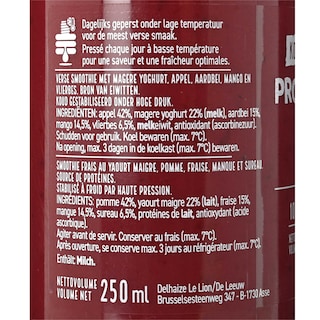 Dagelijks geperst onder lage temperatuur
voor de meest verse smaak.
Pressé chaque jour à basse température
pour une saveur et une fraîcheur optimales.
VERSE SMOOTHIE MET MAGERE YOGHURT, APPEL, AARDBEI, MANGO EN
VLIERBES. BRON VAN EIWITTEN.
KOUD GESTABILISEERD ONDER HOGE DRUK.
INGREDIËNTEN: appel 42%, magere yoghurt 22% (melk), aardbei 15%,
mango 14,5%, vlierbes 6,5%, melkeiwit, antioxidant (ascorbinezuur).
Schudden voor gebruik. Koel bewaren (max. 7°C).
Na opening, max. 3 dagen in de koelkast (max. 7°C) te bewaren.
SMOOTHIE FRAIS AU YAOURT MAIGRE, POMME, FRAISE, MANGUE ET SUREAU.
SOURCE DE PROTÉINES.
STABILISÉ À FROID PAR HAUTE PRESSION.
INGRÉDIENTS: pomme 42%, yaourt maigre 22% (lait), fraise 15%,
mangue 14,5%, sureau 6,5%, protéines de lait, antioxydant (acide
ascorbique).
Agiter avant de servir. Conserver au frais (max. 7°C).
Après ouverture, se conserve max. 3 jours au réfrigérateur (max. 7°C).
Enthält: Milch.
NETTOVOLUME
VOLUME NET 250 ml
Delhaize Le Lion/De Leeuw
Brusselsesteenweg 347 - B-1730 Asse
PRO